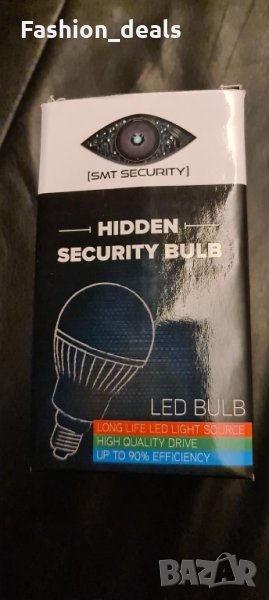 Fashion_deals
[SMT SECURITY]
HIDDEN
SECURITY BULB
LED BULB
LONG LIFE LED LIGHT SOURCE
HIGH QUALITY DRIVE
UP TO 90% EFFICIENCY
BAZAR